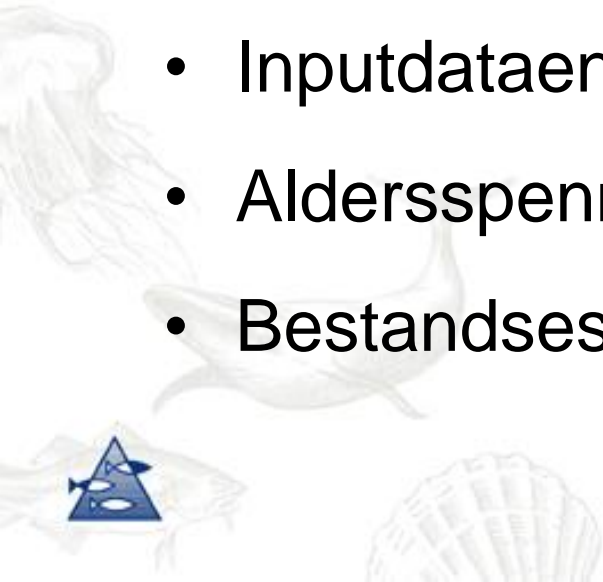 • Inputdataen
• Aldersspenn
• Bestandses